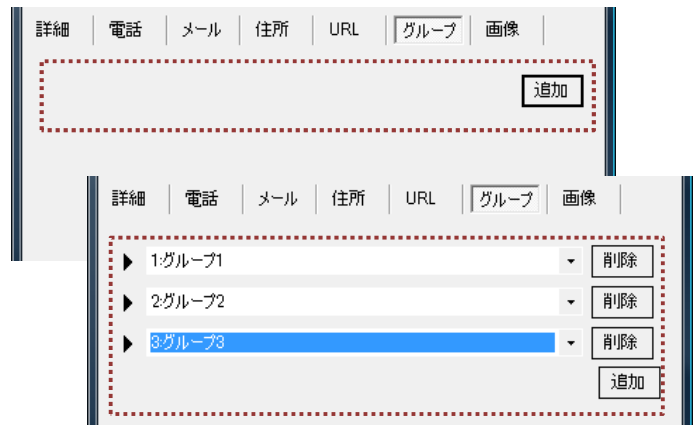 詳細 電話 メール 住所 URL グループ 画像
追加
詳細 電話 メール 住所 URL グループ 画像
1:グループ1 削除
2:グループ2 削除
3:グループ3 削除
追加